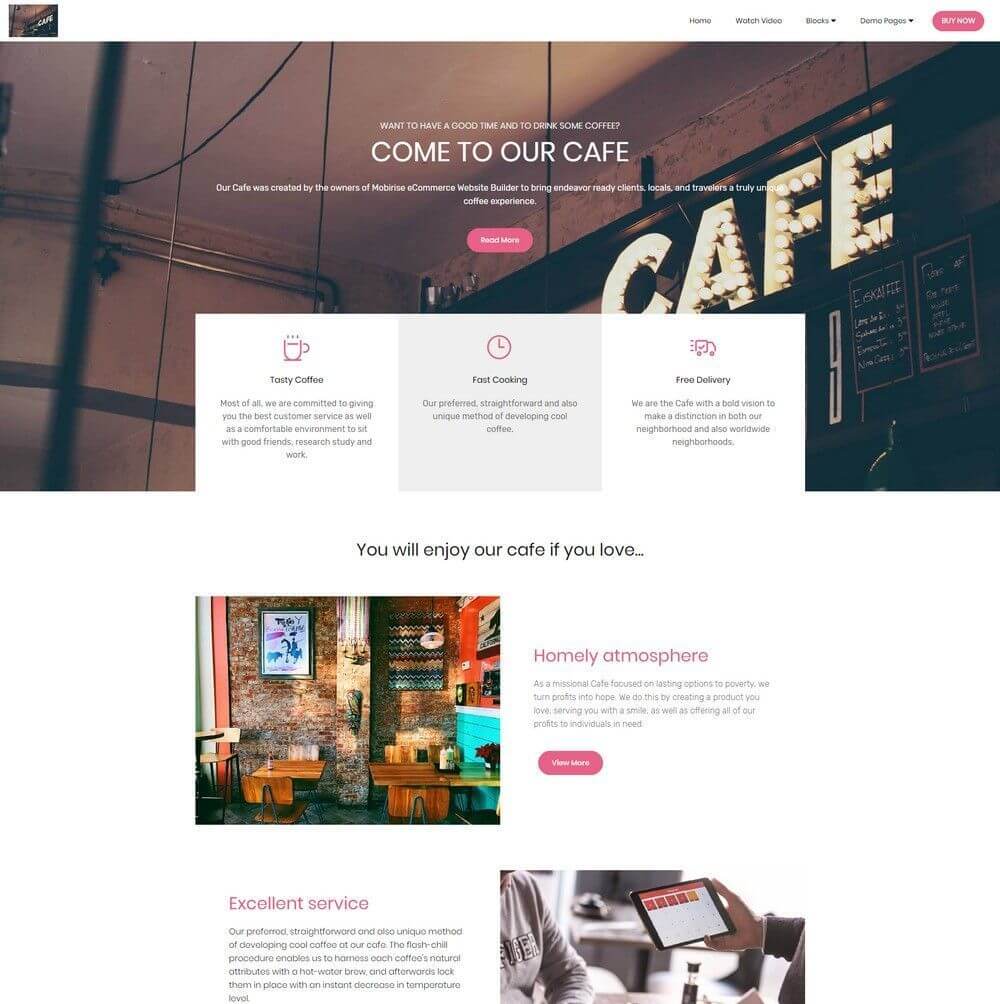 CAFE
Home Watch Video Blocks Demo Pages BUY NOW
WANT TO HAVE A GOOD TIME AND TO DRINK SOME COFFEE?
COME TO OUR CAFE
Our Cafe was created by the owners of Mobirise eCommerce Website Builder to bring endeavor ready clients, locals, and travelers a truly unique
coffee experience.
Read More
CAFE
EISKAFFEE
Tasty Coffee
Most of all, we are committed to giving
you the best customer service as well
as a comfortable environment to sit
with good friends, research study and
work.
Fast Cooking
Our preferred, straightforward and also
unique method of developing cool
coffee.
Free Delivery
We are the Cafe with a bold vision to
make a distinction in both our
neighborhood and also worldwide
neighborhoods.
You will enjoy our cafe if you love...
Homely atmosphere
As a missional Cafe focused on lasting options to poverty, we
turn profits into hope. We do this by creating a product you
love, serving you with a smile, as well as offering all of our
profits to individuals in need.
View More
Excellent service
Our preferred, straightforward and also unique method
of developing cool coffee at our cafe. The flash-chill
procedure enables us to harness each coffee's natural
attributes with a hot-water brew, and afterwards lock
them in place with an instant decrease in temperature
level.